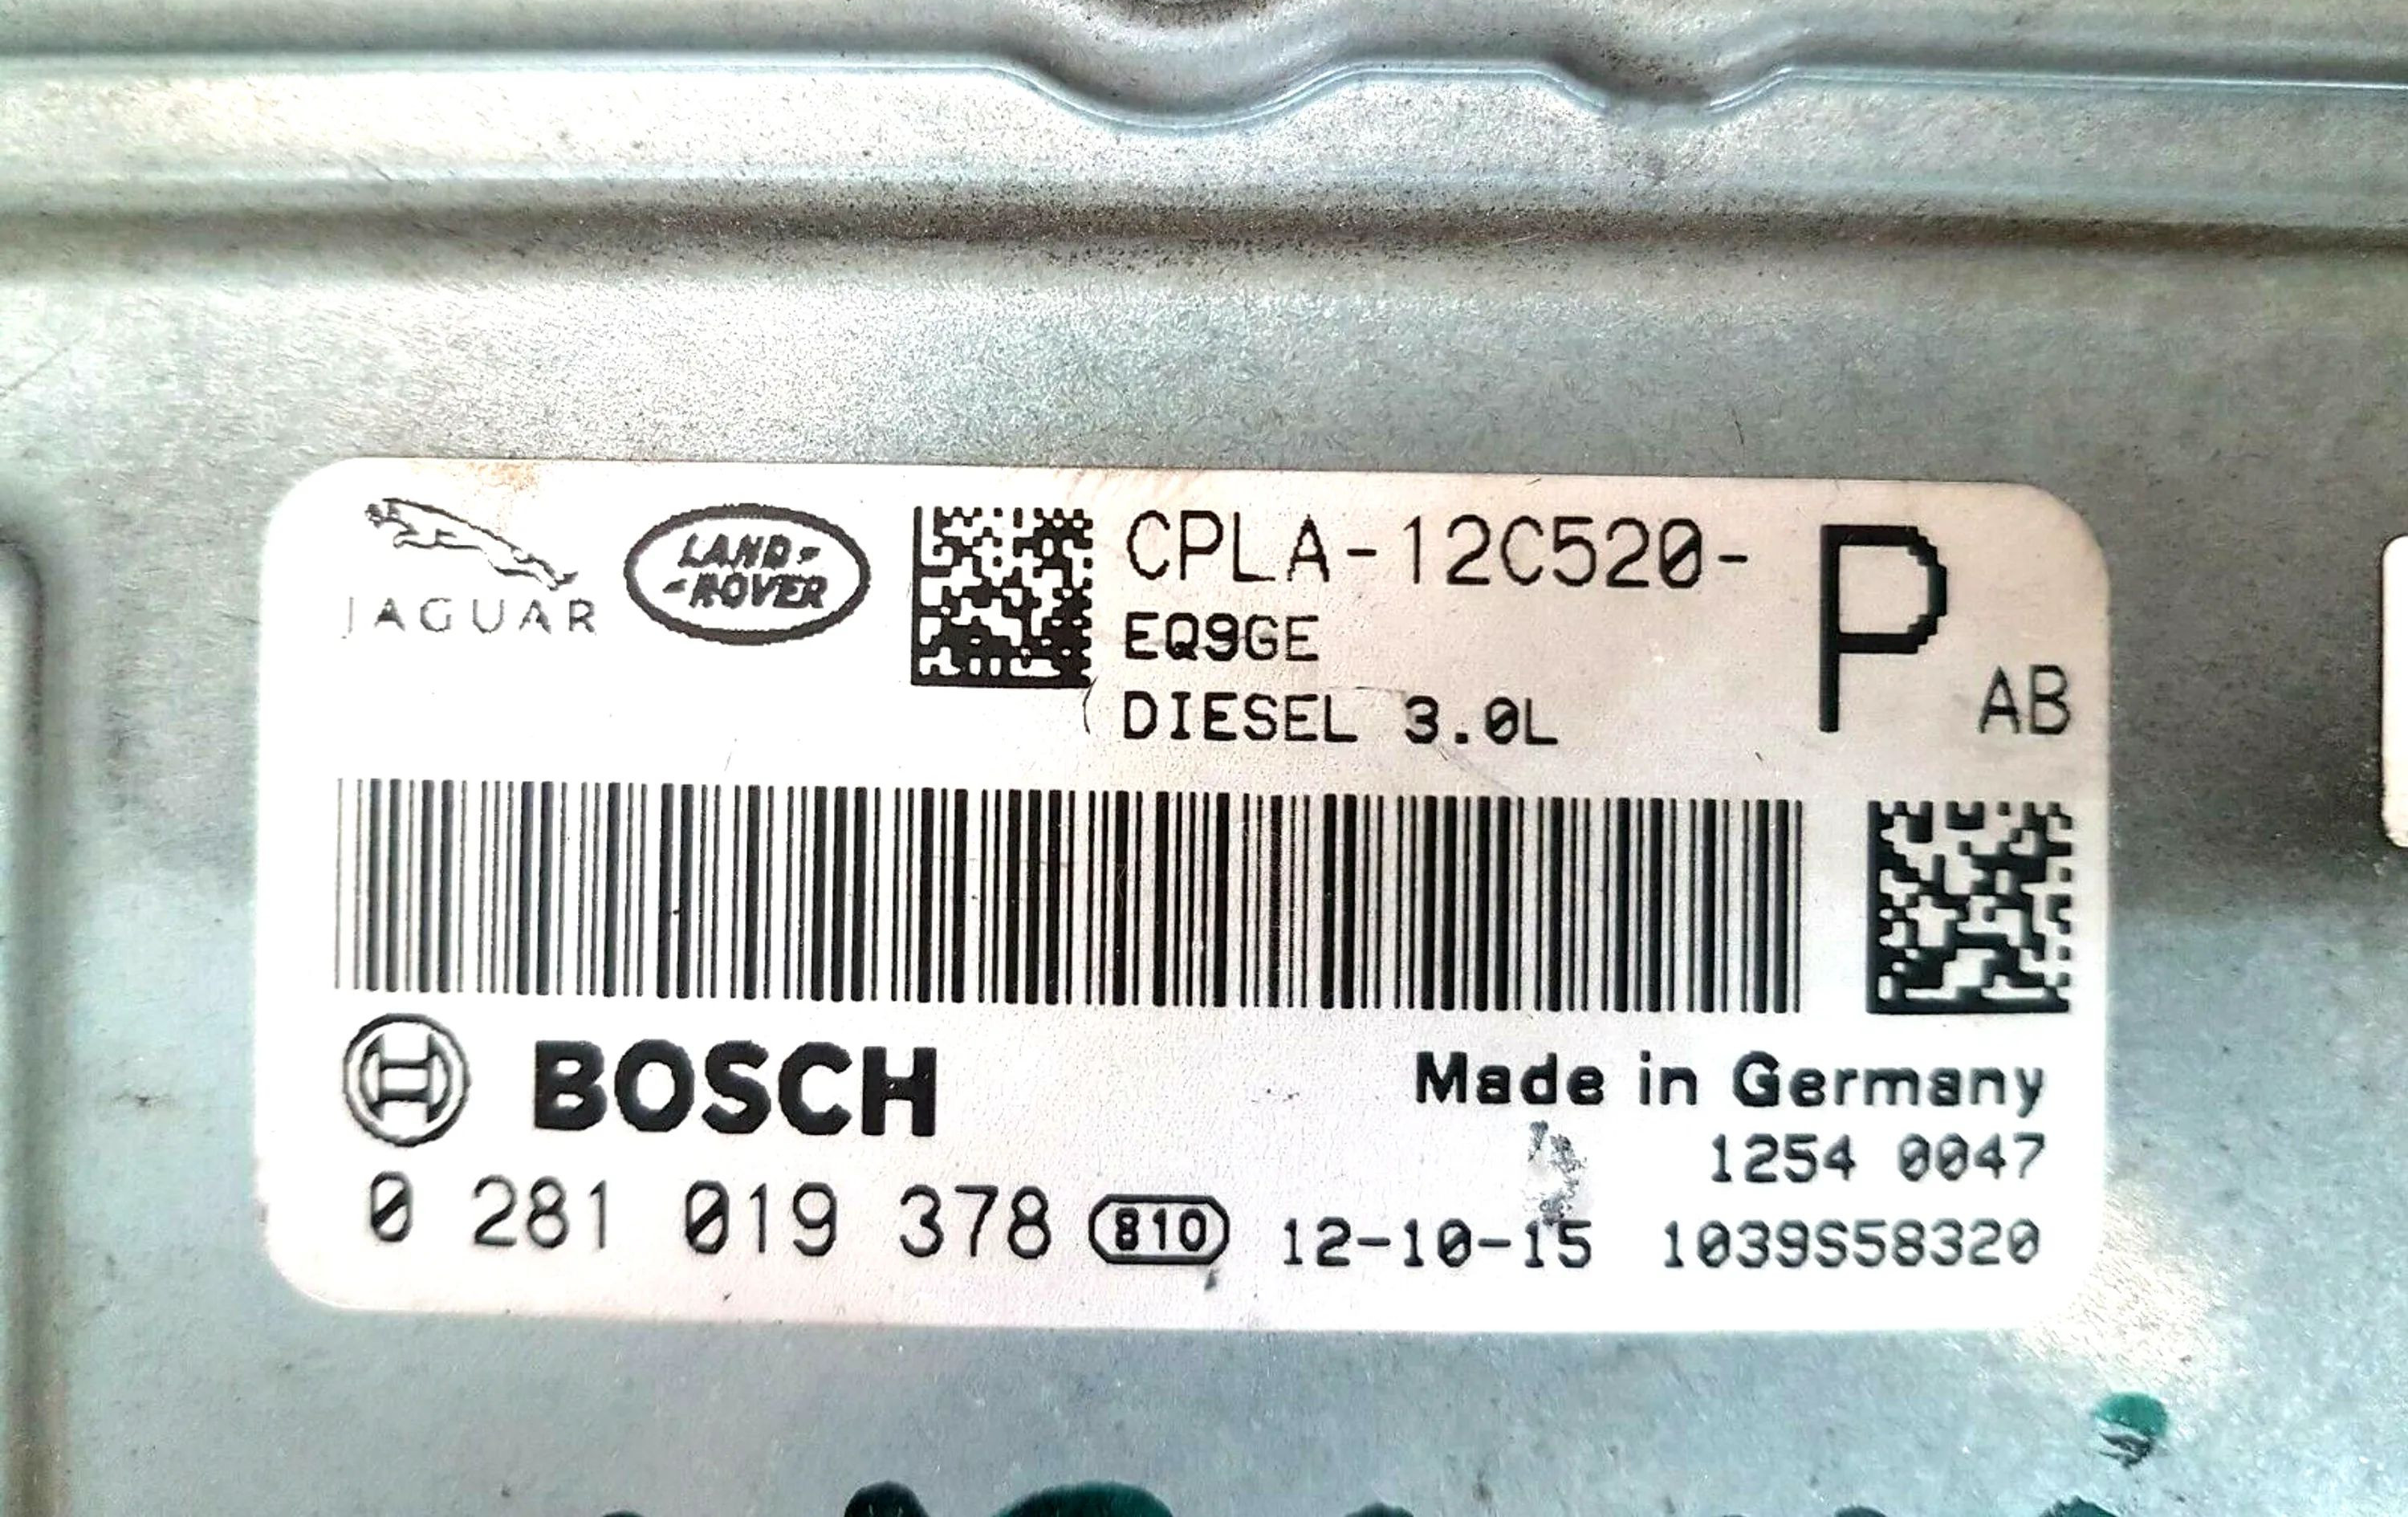 JAGUAR
LAND-
-ROVER
CPLA-12C520-
P
AB
EQ9GE
DIESEL 3.0L
BOSCH
Made in Germany
1254 0047
0 281 019 378 810 12-10-15 1039S58320